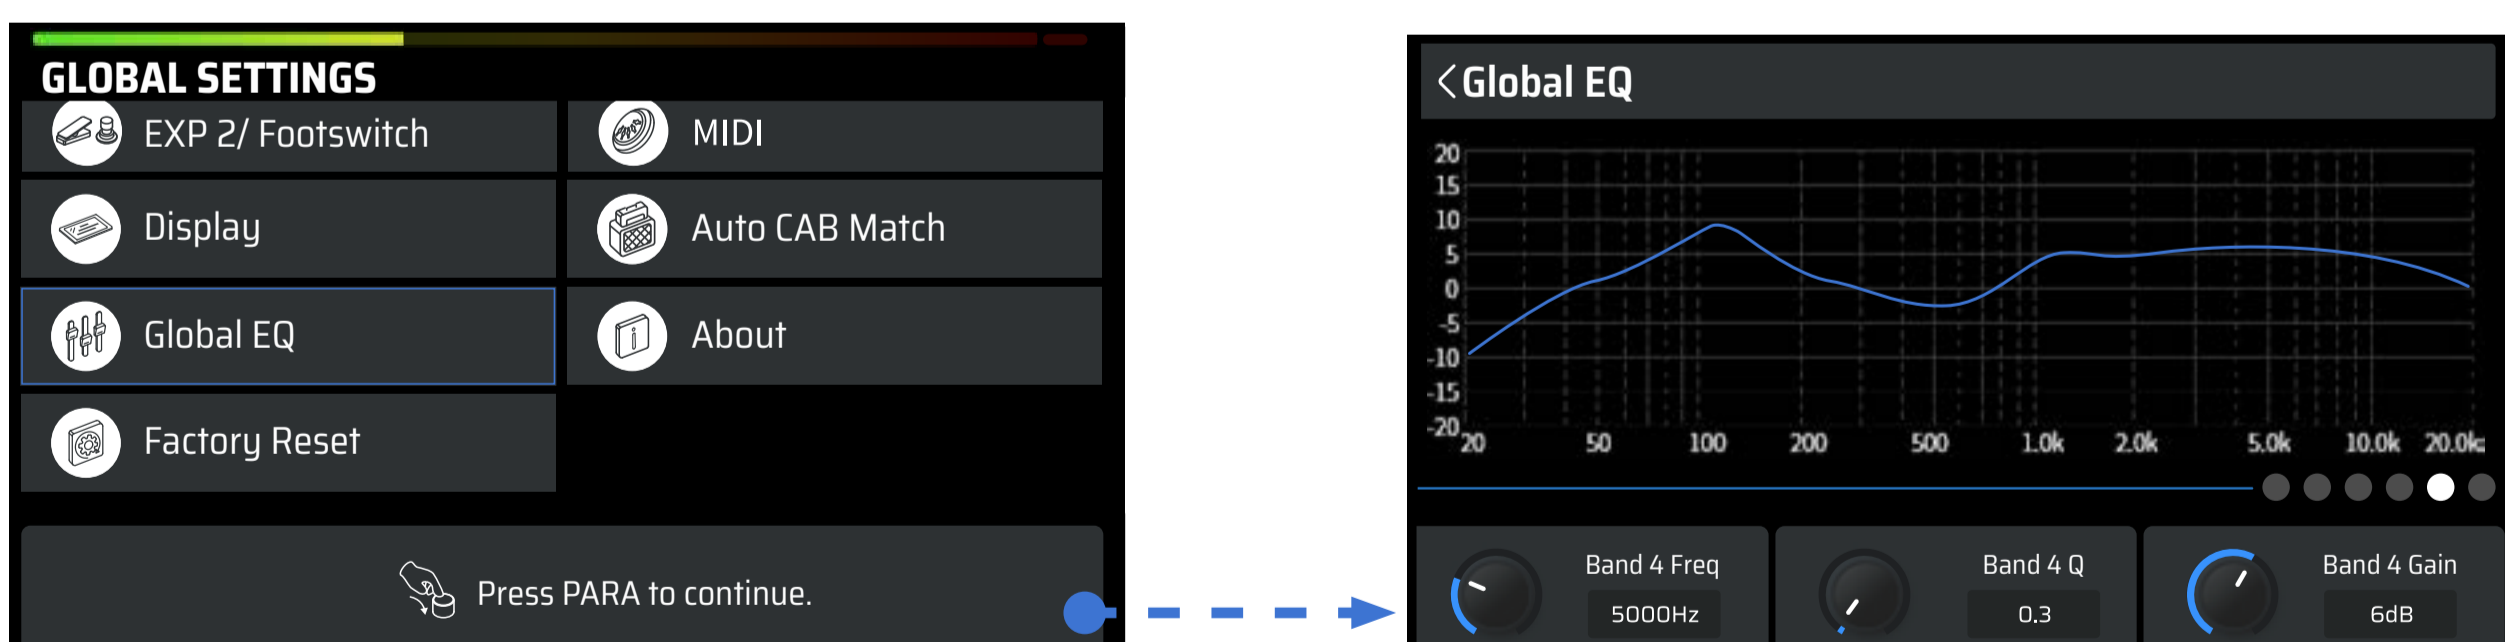 GLOBAL SETTINGS
EXP 2/ Footswitch
MIDI
Display
Auto CAB Match
Global EQ
About
Factory Reset
Press PARA to continue.
Global EQ
20
15
10
5
0
-5
-10
-15
-20
20 50 100 200 500 1.0k 2.0k 5.0k 10.0k 20.0k
Band 4 Freq
5000Hz
Band 4 Q
0.3
Band 4 Gain
6dB